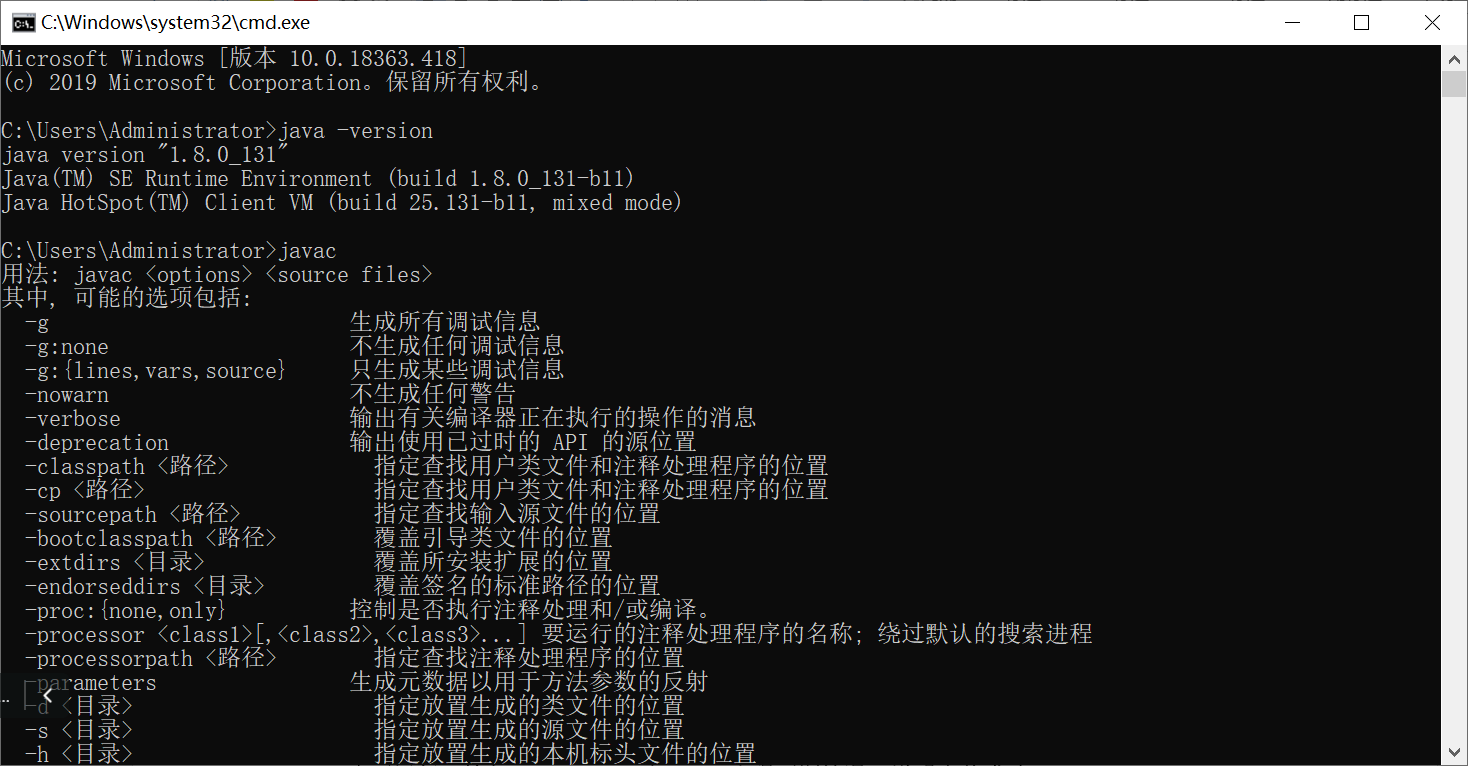 C:\Windows\system32\cmd.exe
Microsoft Windows [版本 10.0.18363.418]
(c) 2019 Microsoft Corporation。保留所有权利。
C:\Users\Administrator>java -version
java version "1.8.0_131"
Java(TM) SE Runtime Environment (build 1.8.0_131-b11)
Java HotSpot(TM) Client VM (build 25.131-b11, mixed mode)
C:\Users\Administrator>javac
用法: javac <options> <source files>
其中, 可能的选项包括:
-g 生成所有调试信息
-g:none 不生成任何调试信息
-g:{lines,vars,source} 只生成某些调试信息
-nowarn 不生成任何警告
-verbose 输出有关编译器正在执行的操作的消息
-deprecation 输出使用已过时的 API 的源位置
-classpath <路径> 指定查找用户类文件和注释处理程序的位置
-cp <路径> 指定查找用户类文件和注释处理程序的位置
-sourcepath <路径> 指定查找输入源文件的位置
-bootclasspath <路径> 覆盖引导类文件的位置
-extdirs <目录> 覆盖所安装扩展的位置
-endorseddirs <目录> 覆盖签名的标准路径的位置
-proc:{none,only} 控制是否执行注释处理和/或编译。
-processor <class1>[,<class2>,<class3>...] 要运行的注释处理程序的名称; 绕过默认的搜索进程
-processorpath <路径> 指定查找注释处理程序的位置
-parameters 生成元数据以用于方法参数的反射
-d <目录> 指定放置生成的类文件的位置
-s <目录> 指定放置生成的源文件的位置
-h <目录> 指定放置生成的本机标头文件的位置